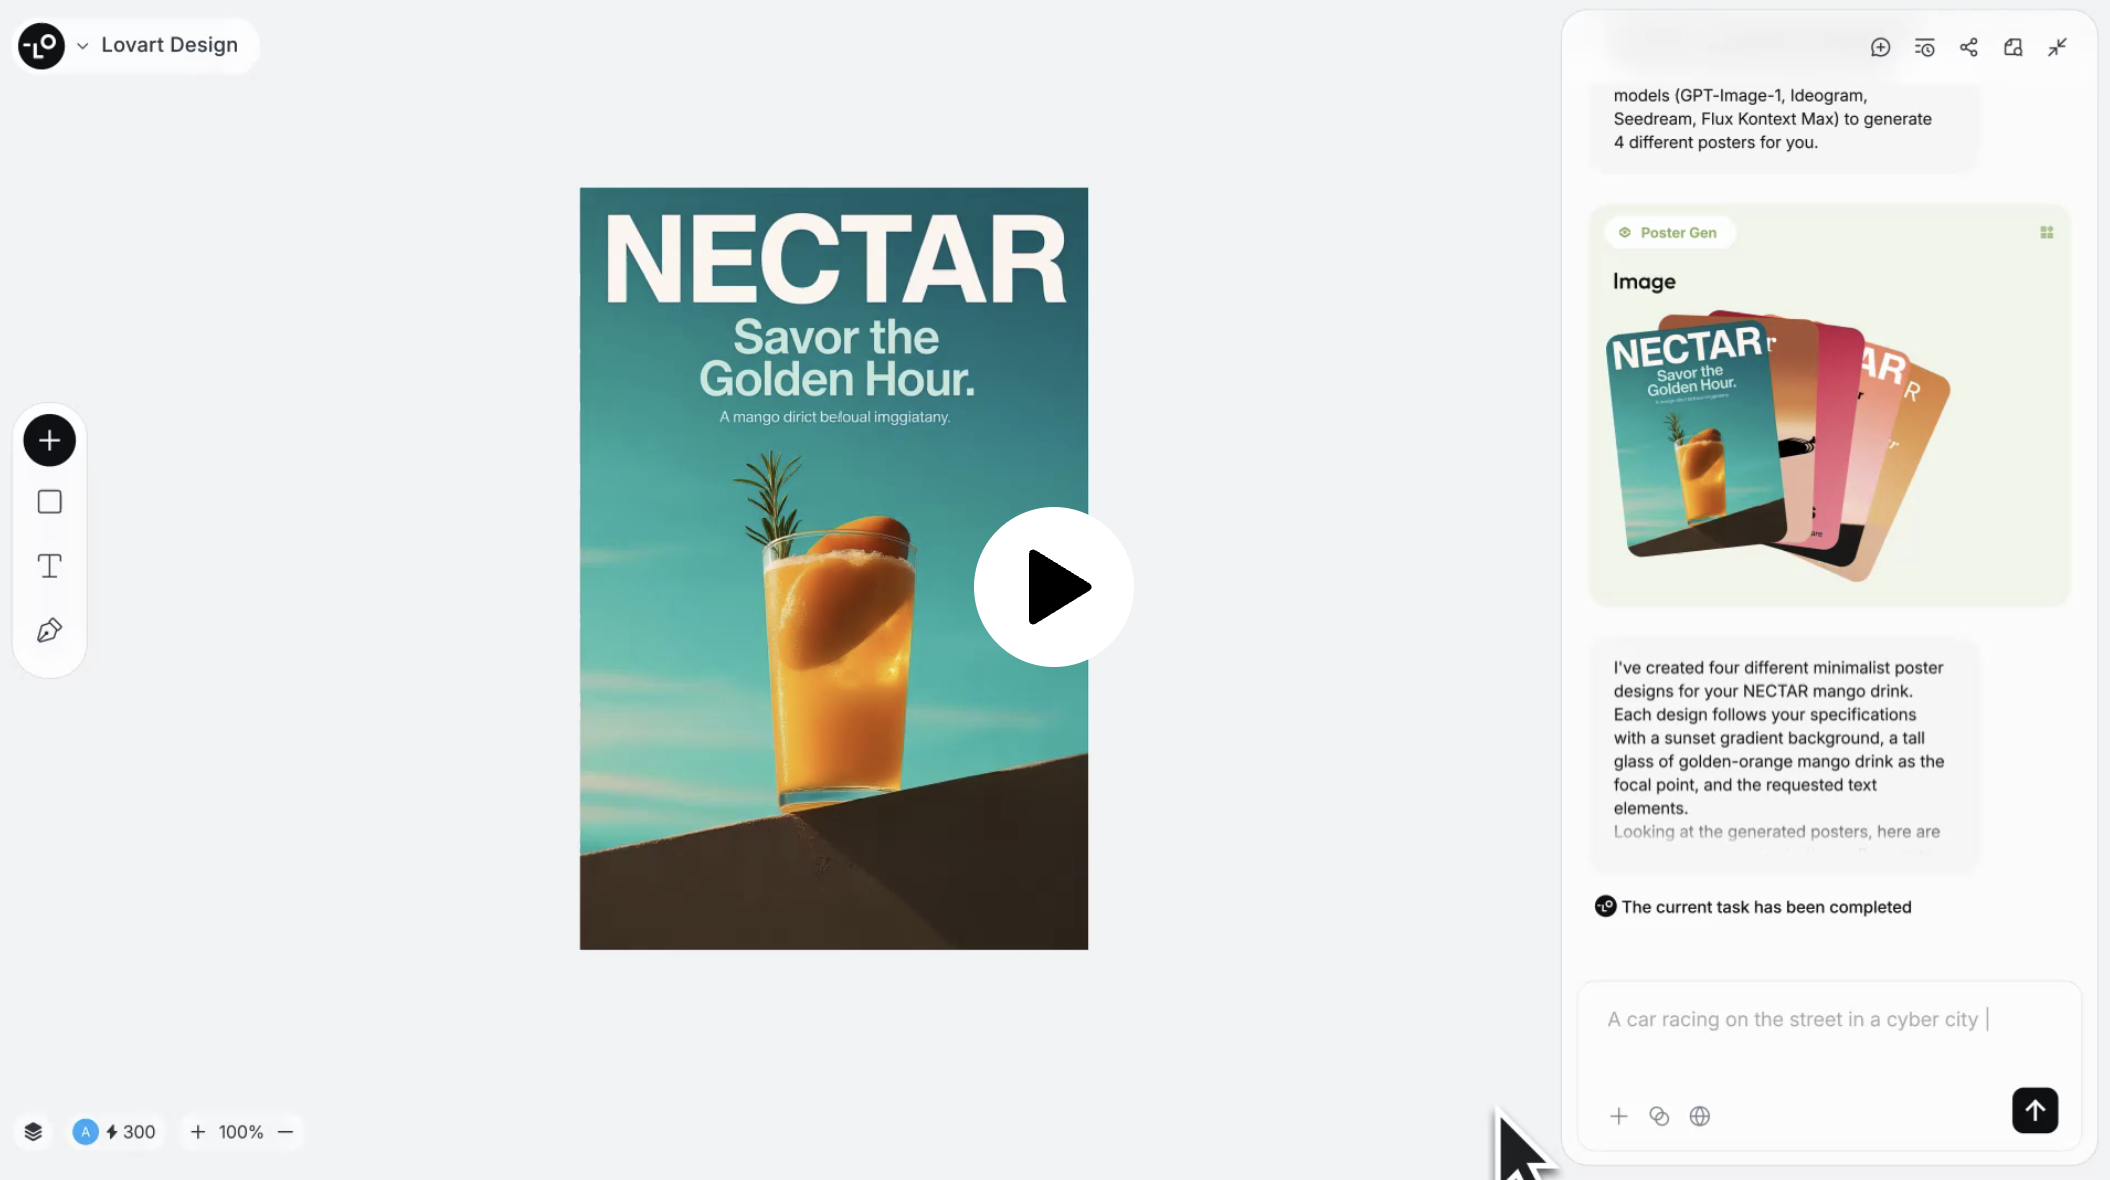 Lovart Design
NECTAR
Savor the
Golden Hour.
A mango dirict belloual imggiatany.
300
100%
models (GPT-Image-1, Ideogram,
Seedream, Flux Kontext Max) to generate
4 different posters for you.
Poster Gen
Image
NECTAR
Savor the
Golden Hour.
AR
R
I've created four different minimalist poster
designs for your NECTAR mango drink.
Each design follows your specifications
with a sunset gradient background, a tall
glass of golden-orange mango drink as the
focal point, and the requested text
elements.
Looking at the generated posters, here are
The current task has been completed
A car racing on the street in a cyber city
A